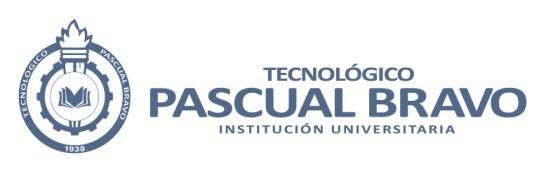 TECNOLÓGICO PASCUAL BRAVO
1938
TECNOLÓGICO
PASCUAL BRAVO
INSTITUCIÓN UNIVERSITARIA